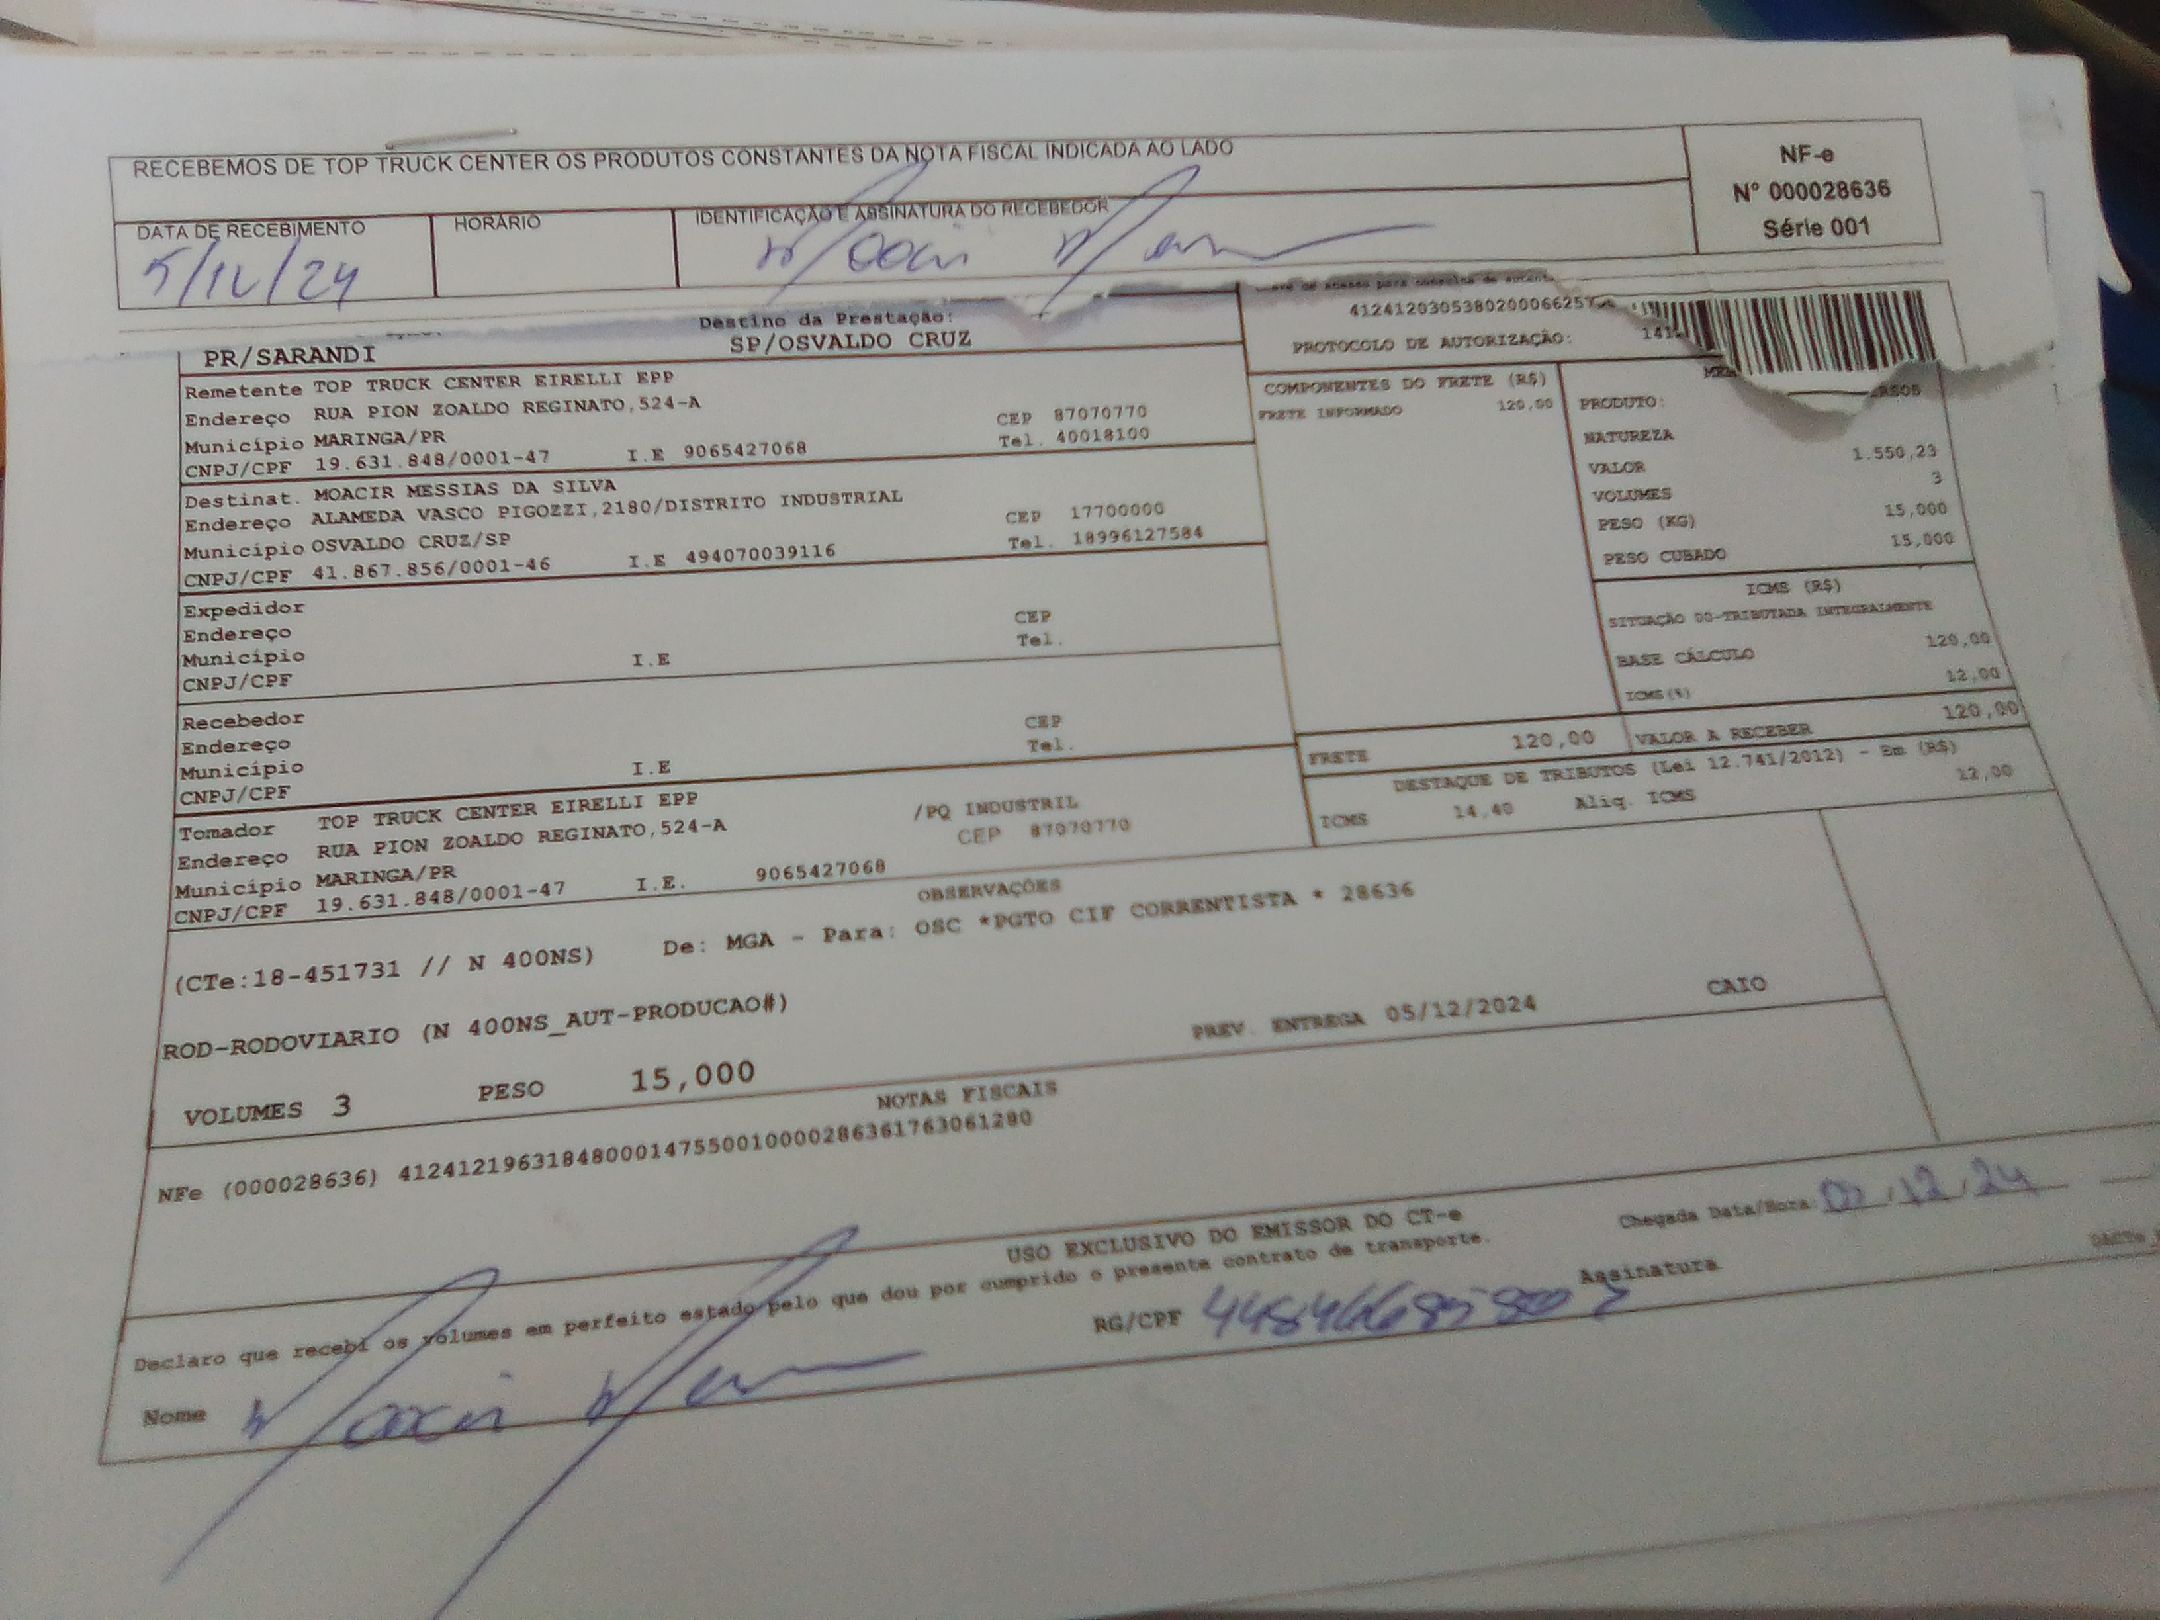 RECEBEMOS DE TOP TRUCK CENTER OS PRODUTOS CONSTANTES DA NOTA FISCAL INDICADA AO LADO
NF-e
Nº 000028636
Série 001
DATA DE RECEBIMENTO
HORÁRIO
IDENTIFICAÇÃO E ASSINATURA DO RECEBEDOR
5/12/24
Moacir
Destino da Prestação:
PR/SARANDI
SP/OSVALDO CRUZ
PROTOCOLO DE AUTORIZAÇÃO:
Remetente TOP TRUCK CENTER EIRELLI EPP
Endereço RUA PION ZOALDO REGINATO,524-A
CEP 87070770
Município MARINGA/PR
Tel. 40018100
CNPJ/CPF 19.631.848/0001-47 I.E 9065427068
Destinat. MOACIR MESSIAS DA SILVA
Endereço ALAMEDA VASCO PIGOZZI,2180/DISTRITO INDUSTRIAL
CEP 17700000
Município OSVALDO CRUZ/SP
Tel. 18996127584
CNPJ/CPF 41.867.856/0001-46 I.E 494070039116
Expedidor
Endereço CEP
Município I.E Tel.
CNPJ/CPF
Recebedor
Endereço CEP
Município I.E Tel.
CNPJ/CPF
Tomador TOP TRUCK CENTER EIRELLI EPP
Endereço RUA PION ZOALDO REGINATO,524-A /PQ INDUSTRIL
Município MARINGA/PR CEP 87070770
CNPJ/CPF 19.631.848/0001-47 I.E. 9065427068
COMPONENTES DO FRETE (R$)
FRETE INFORMADO 120,00
PRODUTO:
NATUREZA
VALOR 1.550,23
VOLUMES 3
PESO (KG) 15,000
PESO CUBADO 15,000
ICMS (R$)
SITUAÇÃO 00-TRIBUTADA INTEGRALMENTE
BASE CÁLCULO 120,00
ICMS(%) 12,00
FRETE 120,00 VALOR A RECEBER 120,00
DESTAQUE DE TRIBUTOS (Lei 12.741/2012) - Em (R$)
ICMS 14,40 Aliq. ICMS 12,00
OBSERVAÇÕES
(CTe:18-451731 // N 400NS) De: MGA - Para: OSC *PGTO CIF CORRENTISTA * 28636
ROD-RODOVIARIO (N 400NS_AUT-PRODUCAO#)
PREV. ENTREGA 05/12/2024 CAIO
VOLUMES 3 PESO 15,000
NOTAS FISCAIS
NFe (000028636) 41241219631848000147550010000286361763061280
USO EXCLUSIVO DO EMISSOR DO CT-e
Declaro que recebi os volumes em perfeito estado pelo que dou por cumprido o presente contrato de transporte.
Chegada Data/Hora: 12 24
Nome Moacir
RG/CPF
Assinatura